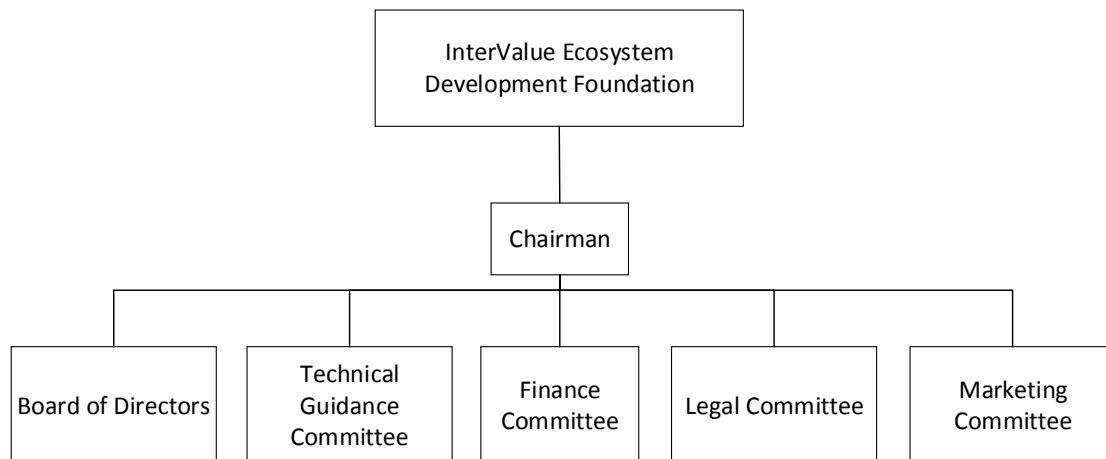 InterValue Ecosystem
Development Foundation
Chairman
Board of Directors
Technical
Guidance
Committee
Finance
Committee
Legal Committee
Marketing
Committee